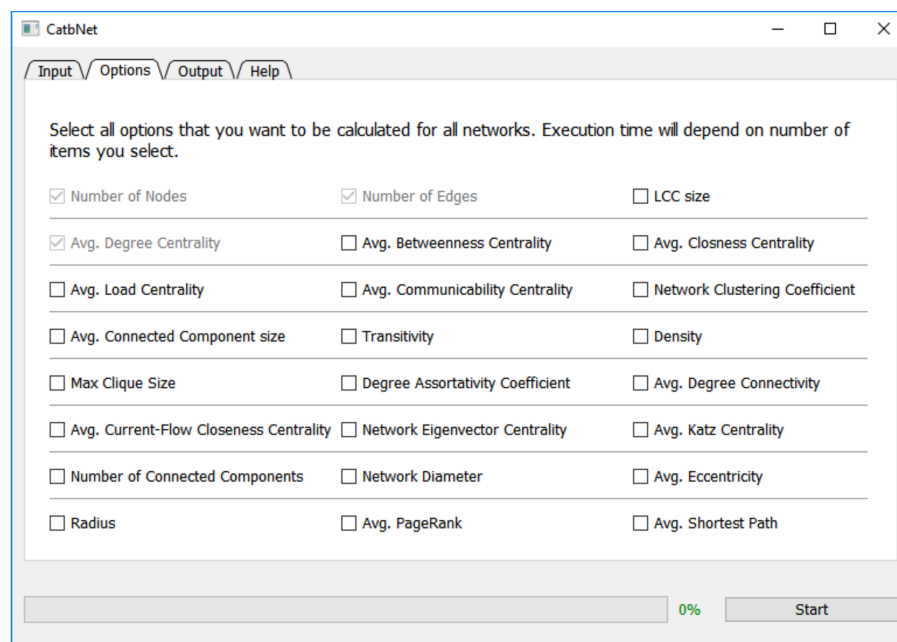 CatbNet
Input Options Output Help
Select all options that you want to be calculated for all networks. Execution time will depend on number of
items you select.
Number of Nodes Number of Edges LCC size
Avg. Degree Centrality Avg. Betweenness Centrality Avg. Closness Centrality
Avg. Load Centrality Avg. Communicability Centrality Network Clustering Coefficient
Avg. Connected Component size Transitivity Density
Max Clique Size Degree Assortativity Coefficient Avg. Degree Connectivity
Avg. Current-Flow Closeness Centrality Network Eigenvector Centrality Avg. Katz Centrality
Number of Connected Components Network Diameter Avg. Eccentricity
Radius Avg. PageRank Avg. Shortest Path
0% Start